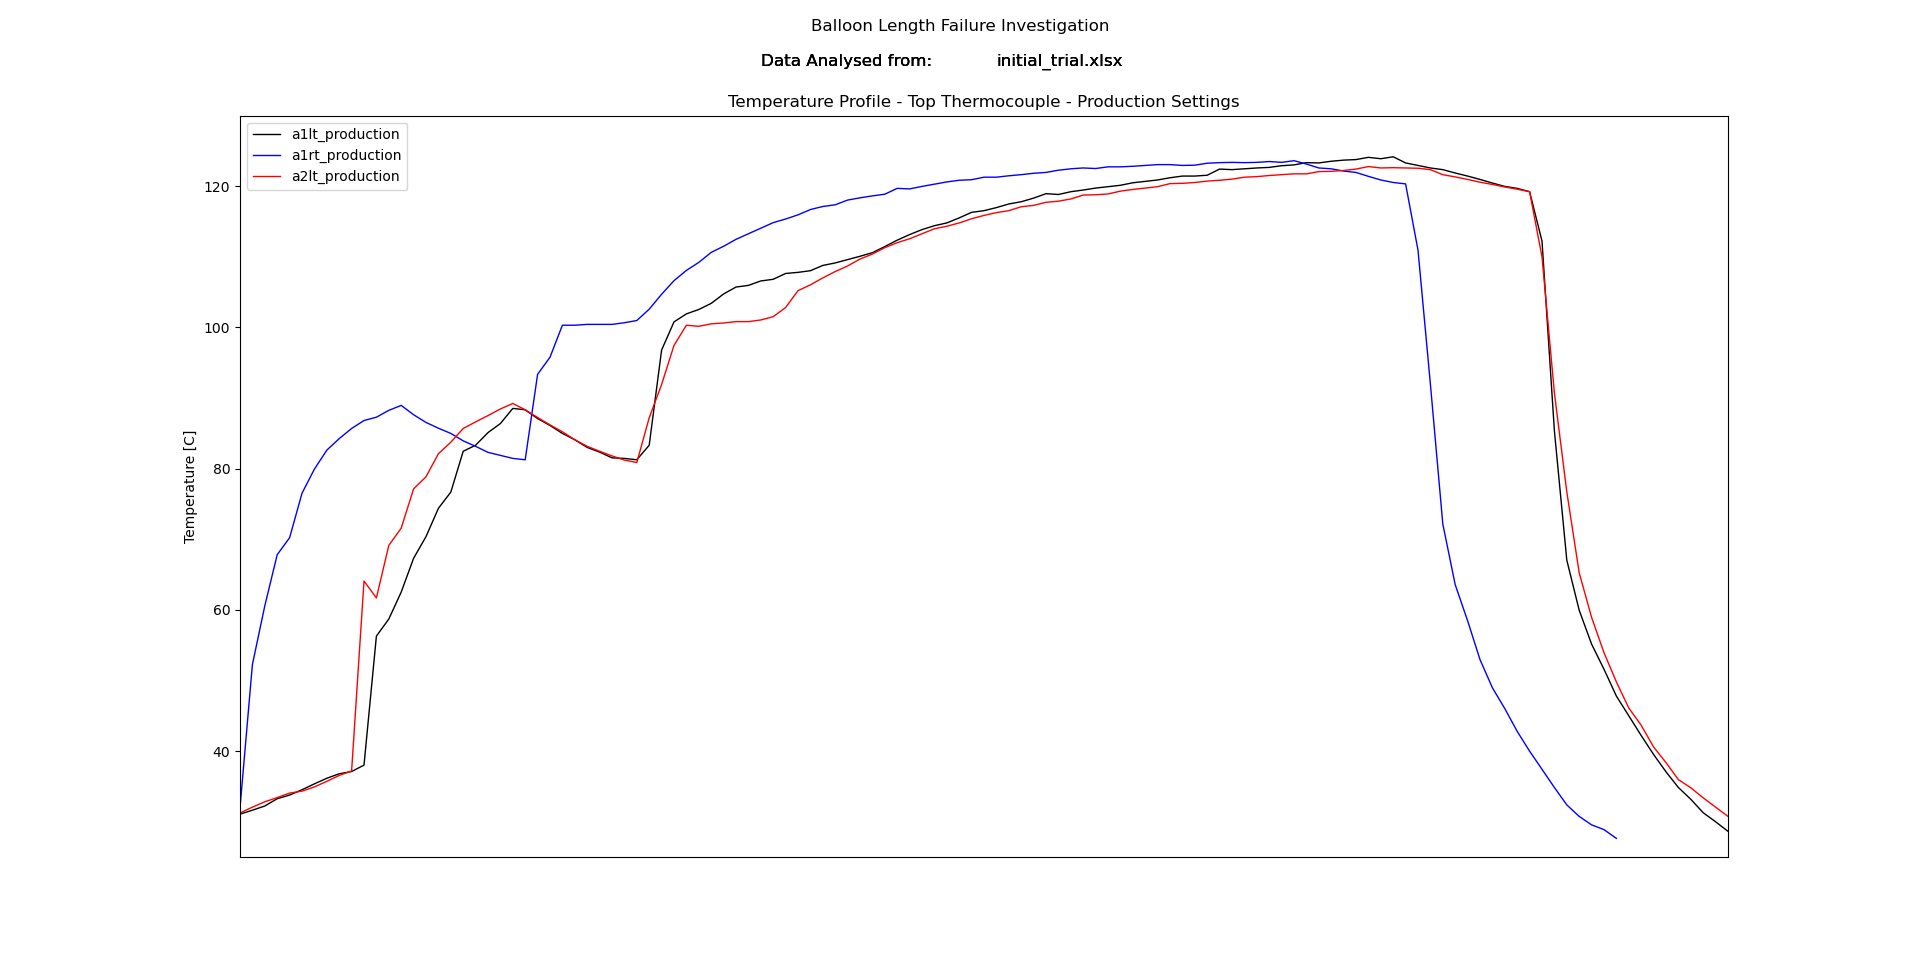 Balloon Length Failure Investigation
Data Analysed from: initial_trial.xlsx
Temperature Profile - Top Thermocouple - Production Settings
a1lt_production
a1rt_production
a2lt_production
120
100
80
60
40
Temperature [C]